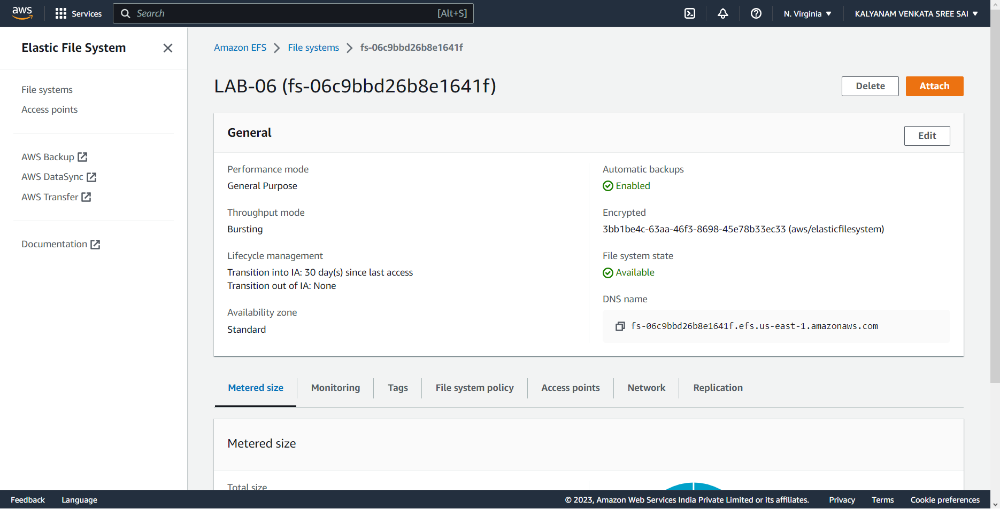 aws
Services
Search
[Alt+S]
N. Virginia
KALYANAM VENKATA SREE SAI
Elastic File System
File systems
Access points
AWS Backup
AWS DataSync
AWS Transfer
Documentation
Amazon EFS
File systems
fs-06c9bbd26b8e1641f
LAB-06 (fs-06c9bbd26b8e1641f)
Delete
Attach
General
Edit
Performance mode
General Purpose
Throughput mode
Bursting
Lifecycle management
Transition into IA: 30 day(s) since last access
Transition out of IA: None
Availability zone
Standard
Automatic backups
Enabled
Encrypted
3bb1be4c-63aa-46f3-8698-45e78b33ec33 (aws/elasticfilesystem)
File system state
Available
DNS name
fs-06c9bbd26b8e1641f.efs.us-east-1.amazonaws.com
Metered size
Monitoring
Tags
File system policy
Access points
Network
Replication
Metered size
Total size
Feedback
Language
© 2023, Amazon Web Services India Private Limited or its affiliates.
Privacy
Terms
Cookie preferences